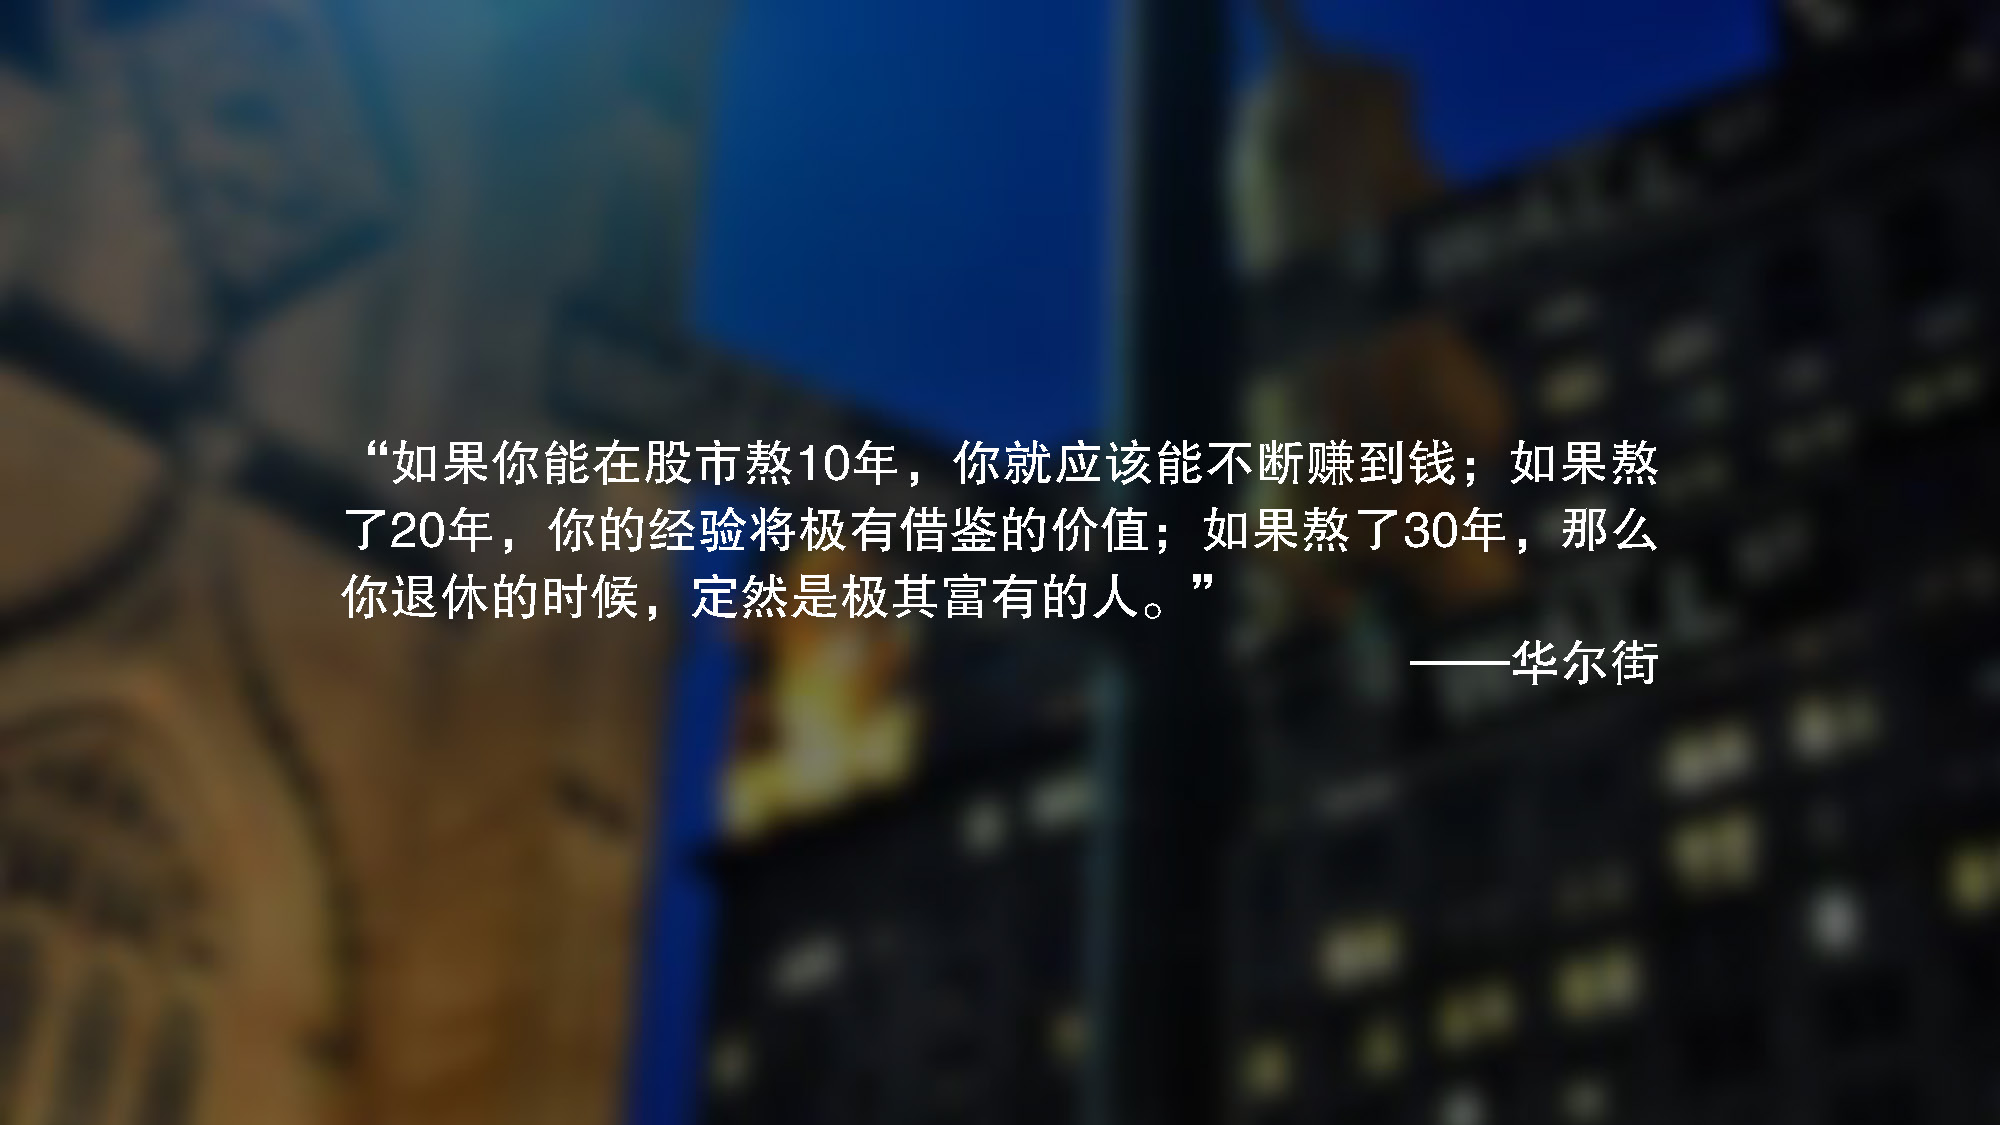 “如果你能在股市熬10年，你就应该能不断赚到钱；如果熬
了20年，你的经验将极有借鉴的价值；如果熬了30年，那么
你退休的时候，定然是极其富有的人。”
——华尔街